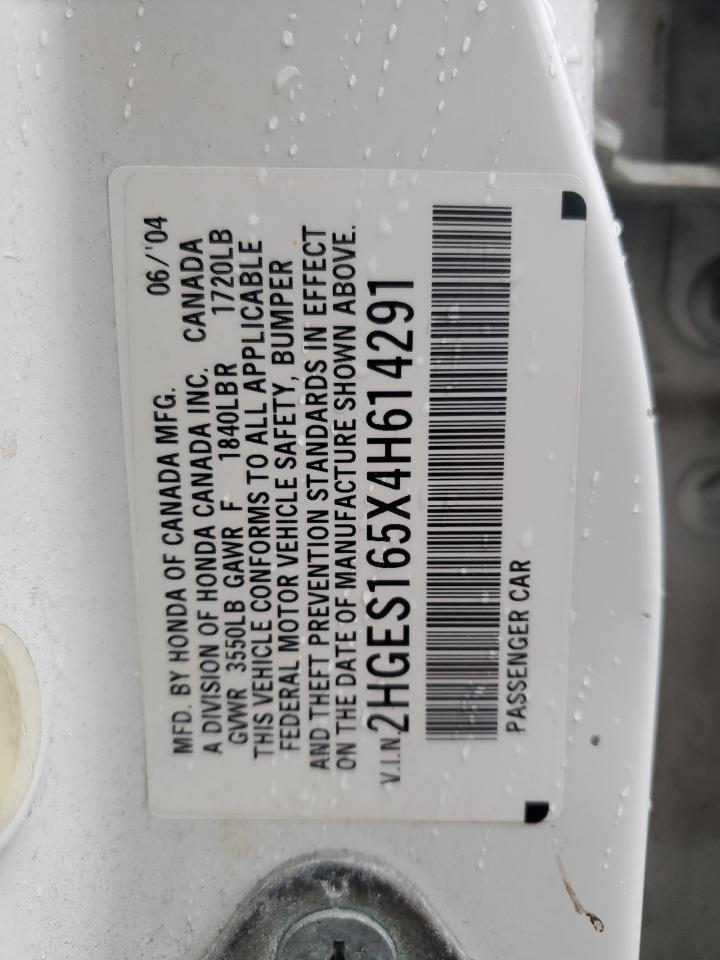 MFD. BY HONDA OF CANADA MFG. 06/'04
A DIVISION OF HONDA CANADA INC. CANADA
GVWR 3550LB GAWR F 1840LBR 1720LB
THIS VEHICLE CONFORMS TO ALL APPLICABLE
FEDERAL MOTOR VEHICLE SAFETY, BUMPER
AND THEFT PREVENTION STANDARDS IN EFFECT
ON THE DATE OF MANUFACTURE SHOWN ABOVE.
V.I.N. 2HGES165X4H614291
PASSENGER CAR